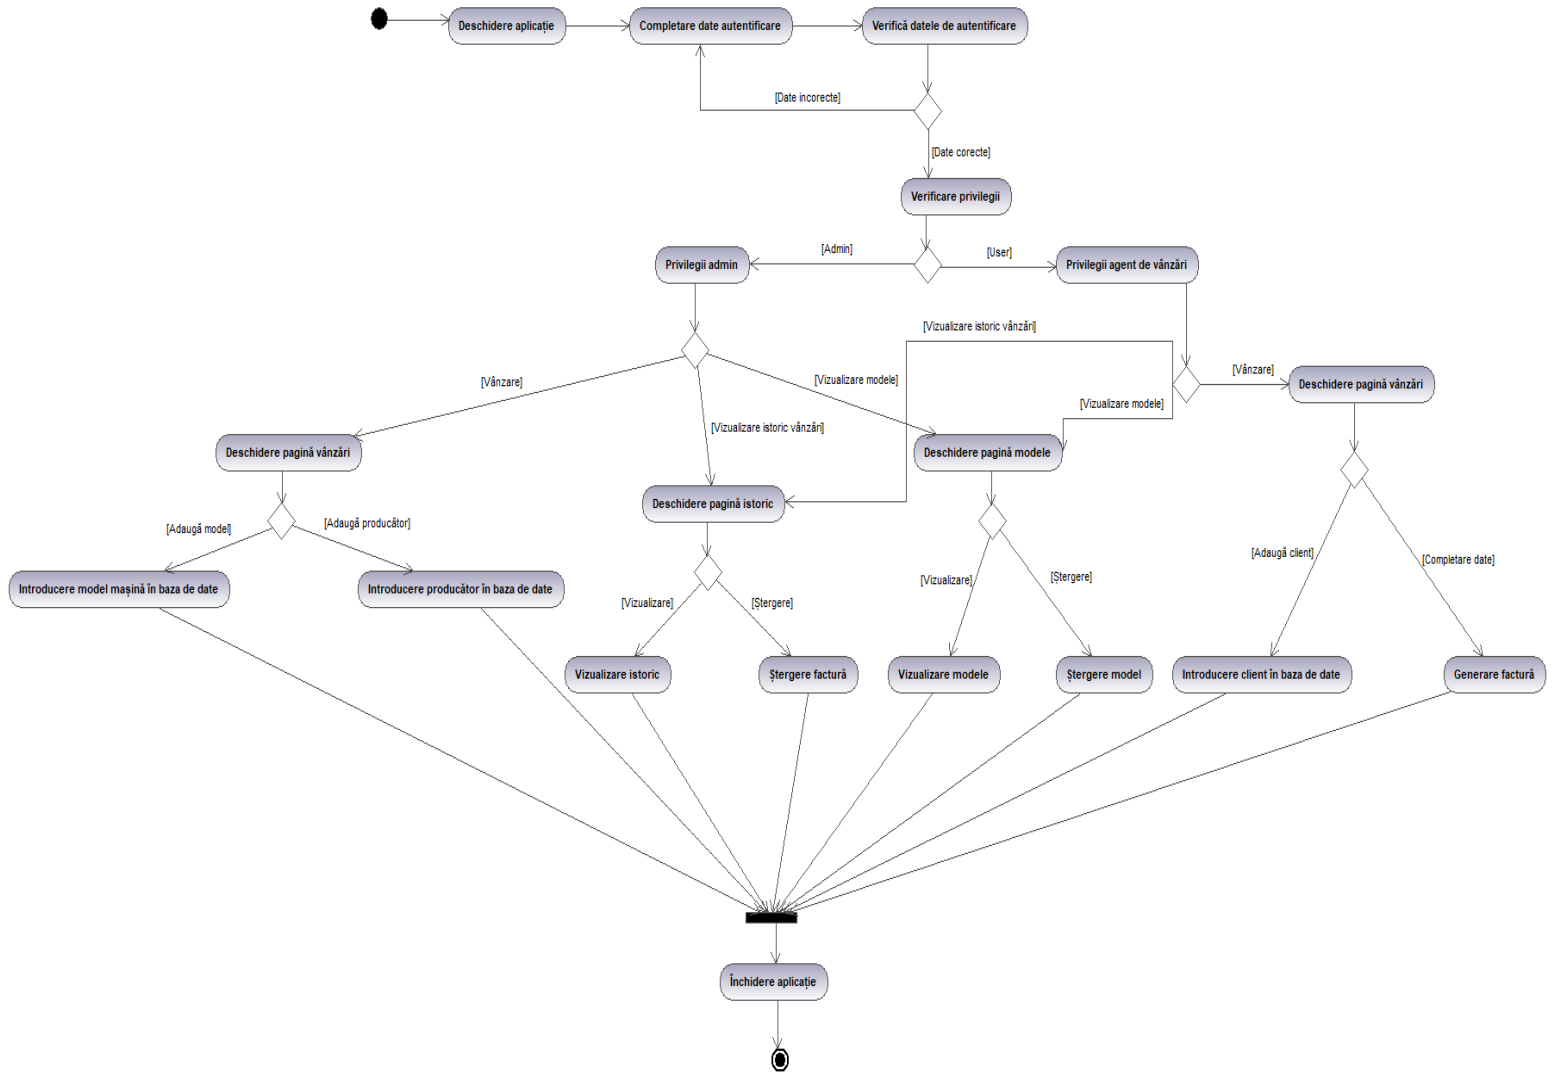 Deschidere aplicație
Completare date autentificare
Verifică datele de autentificare
[Date incorecte]
[Date corecte]
Verificare privilegii
[Admin]
[User]
Privilegii admin
Privilegii agent de vânzări
[Vizualizare istoric vânzări]
[Vânzare]
[Vizualizare modele]
[Vânzare]
Deschidere pagină vânzări
[Vizualizare modele]
[Vizualizare istoric vânzări]
Deschidere pagină vânzări
Deschidere pagină modele
Deschidere pagină istoric
[Adaugă model]
[Adaugă producător]
[Adaugă client]
[Completare date]
Introducere model mașină în baza de date
Introducere producător în baza de date
[Vizualizare]
[Ștergere]
[Vizualizare]
[Ștergere]
Vizualizare istoric
Ștergere factură
Vizualizare modele
Ștergere model
Introducere client în baza de date
Generare factură
Închidere aplicație